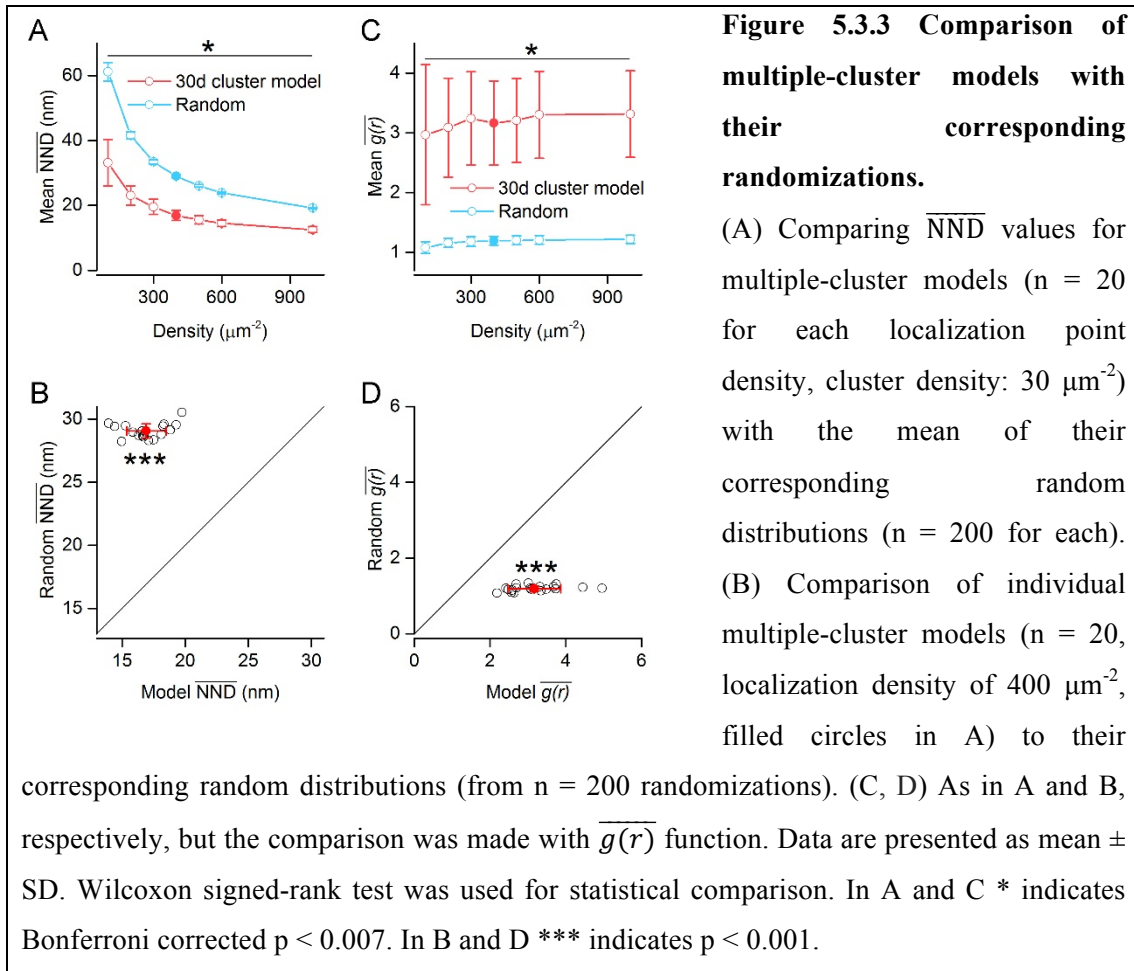 A
*
60
40
20
0
Mean N̅N̅D̅ (nm)
30d cluster model
Random
300
600
900
Density (μm⁻²)
C
*
4
3
2
1
Mean g̅(̅r̅)̅
30d cluster model
Random
300
600
900
Density (μm⁻²)
B
30
25
20
15
Random N̅N̅D̅ (nm)
***
15
20
25
30
Model N̅N̅D̅ (nm)
D
6
4
2
0
Random g̅(̅r̅)̅
***
0
2
4
6
Model g̅(̅r̅)̅
Figure 5.3.3 Comparison of
multiple-cluster models with
their corresponding
randomizations.
(A) Comparing N̅N̅D̅ values for
multiple-cluster models (n = 20
for each localization point
density, cluster density: 30 μm⁻²)
with the mean of their
corresponding random
distributions (n = 200 for each).
(B) Comparison of individual
multiple-cluster models (n = 20,
localization density of 400 μm⁻²,
filled circles in A) to their
corresponding random distributions (from n = 200 randomizations). (C, D) As in A and B,
respectively, but the comparison was made with g̅(̅r̅)̅ function. Data are presented as mean ±
SD. Wilcoxon signed-rank test was used for statistical comparison. In A and C * indicates
Bonferroni corrected p < 0.007. In B and D *** indicates p < 0.001.